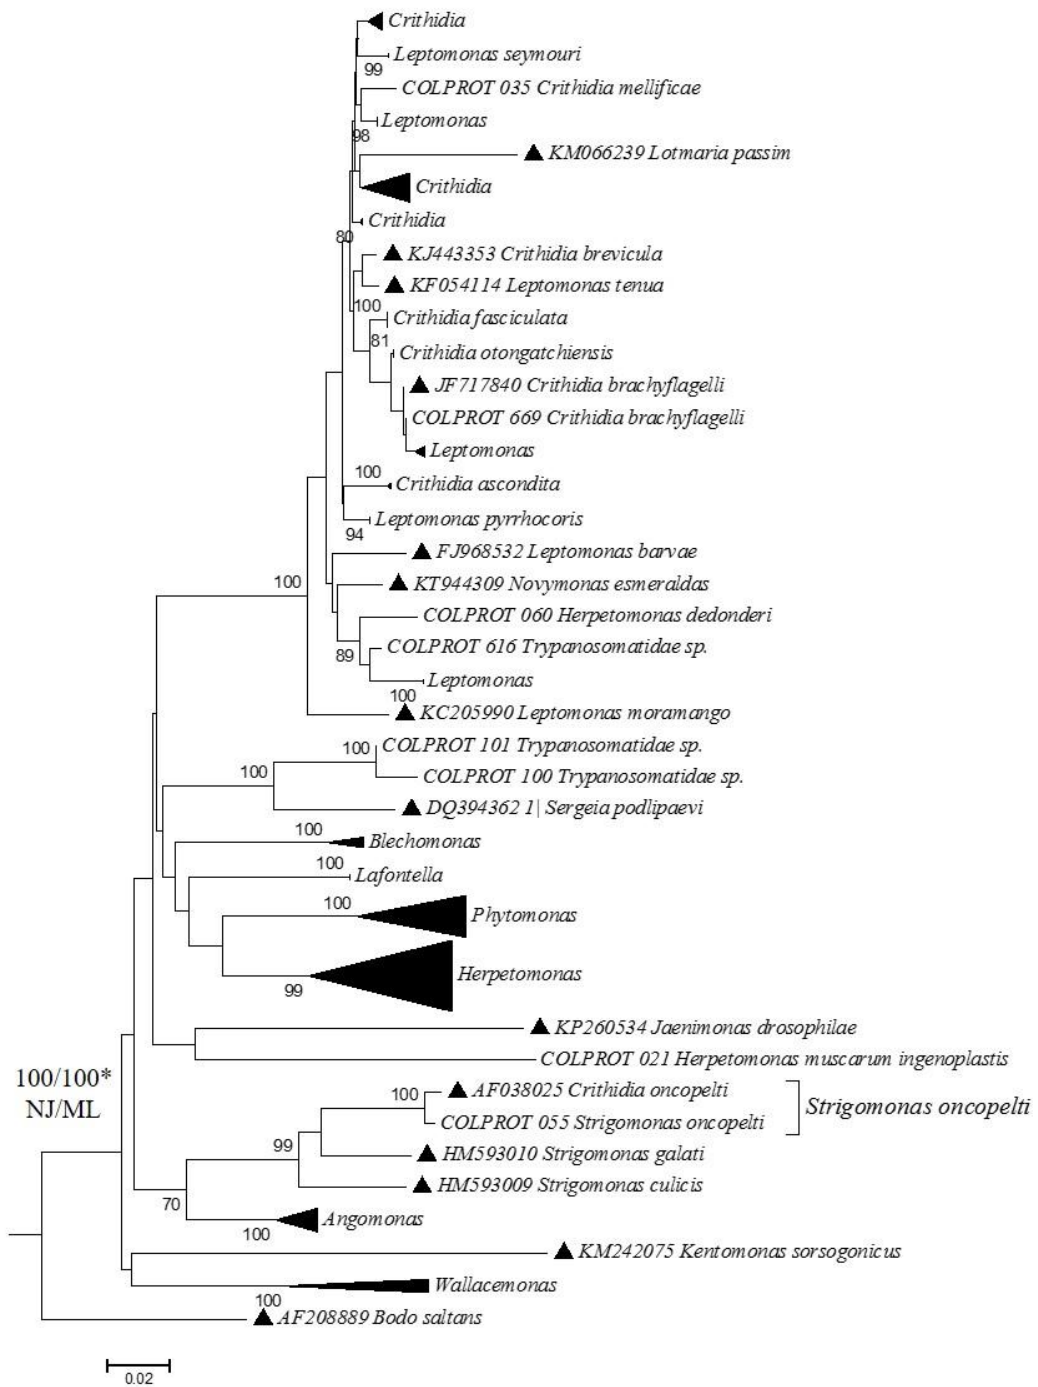 Crithidia
Leptomonas seymouri
99
COLPROT 035 Crithidia mellificae
Leptomonas
98
KM066239 Lotmaria passim
Crithidia
Crithidia
80
KJ443353 Crithidia brevicula
KF054114 Leptomonas tenua
100
Crithidia fasciculata
81
Crithidia otongatchiensis
JF717840 Crithidia brachyflagelli
COLPROT 669 Crithidia brachyflagelli
Leptomonas
100
Crithidia ascondita
Leptomonas pyrrhocoris
94
FJ968532 Leptomonas barvae
100
KT944309 Novymonas esmeraldas
COLPROT 060 Herpetomonas dedonderi
COLPROT 616 Trypanosomatidae sp.
89
Leptomonas
100
KC205990 Leptomonas moramango
100
COLPROT 101 Trypanosomatidae sp.
100
COLPROT 100 Trypanosomatidae sp.
DQ394362 1| Sergeia podlipaevi
100
Blechomonas
100
Lafontella
100
Phytomonas
Herpetomonas
99
KP260534 Jaenimonas drosophilae
COLPROT 021 Herpetomonas muscarum ingenoplastis
100/100*
NJ/ML
100
AF038025 Crithidia oncopelti
Strigomonas oncopelti
COLPROT 055 Strigomonas oncopelti
99
HM593010 Strigomonas galati
HM593009 Strigomonas culicis
70
Angomonas
100
KM242075 Kentomonas sorsogonicus
Wallacemonas
100
AF208889 Bodo saltans
0.02